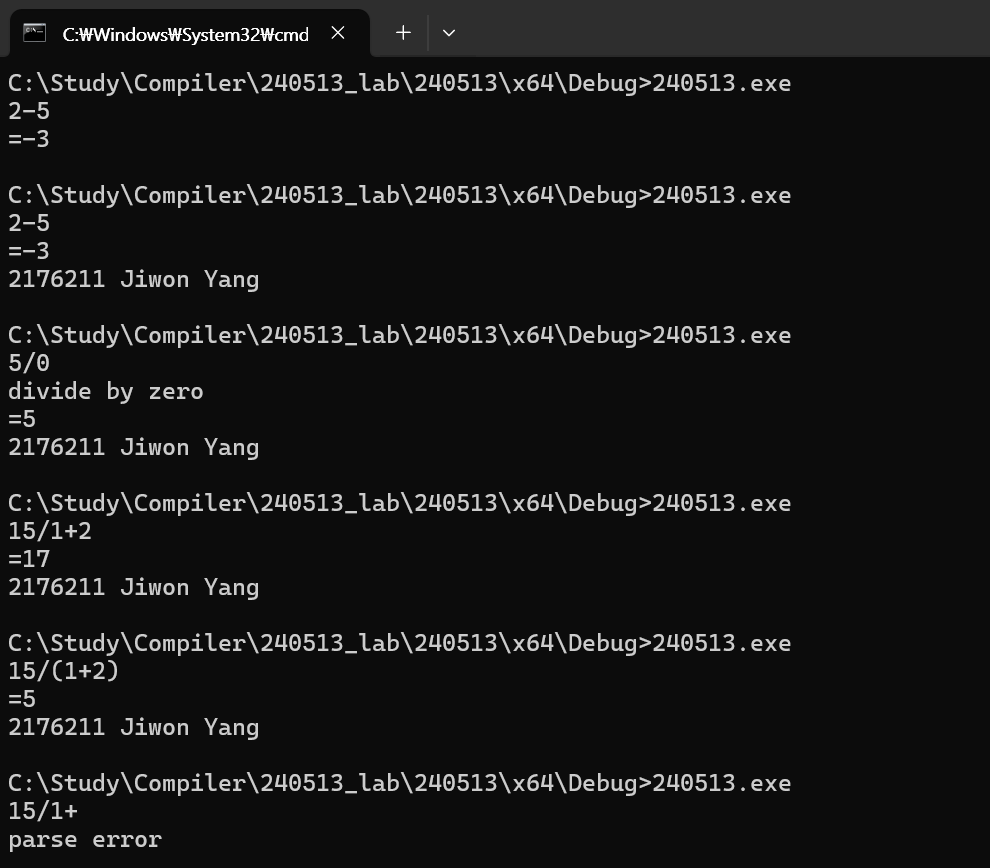 C:₩Windows₩System32₩cmd
C:\Study\Compiler\240513_lab\240513\x64\Debug>240513.exe
2-5
=-3
C:\Study\Compiler\240513_lab\240513\x64\Debug>240513.exe
2-5
=-3
2176211 Jiwon Yang
C:\Study\Compiler\240513_lab\240513\x64\Debug>240513.exe
5/0
divide by zero
=5
2176211 Jiwon Yang
C:\Study\Compiler\240513_lab\240513\x64\Debug>240513.exe
15/1+2
=17
2176211 Jiwon Yang
C:\Study\Compiler\240513_lab\240513\x64\Debug>240513.exe
15/(1+2)
=5
2176211 Jiwon Yang
C:\Study\Compiler\240513_lab\240513\x64\Debug>240513.exe
15/1+
parse error